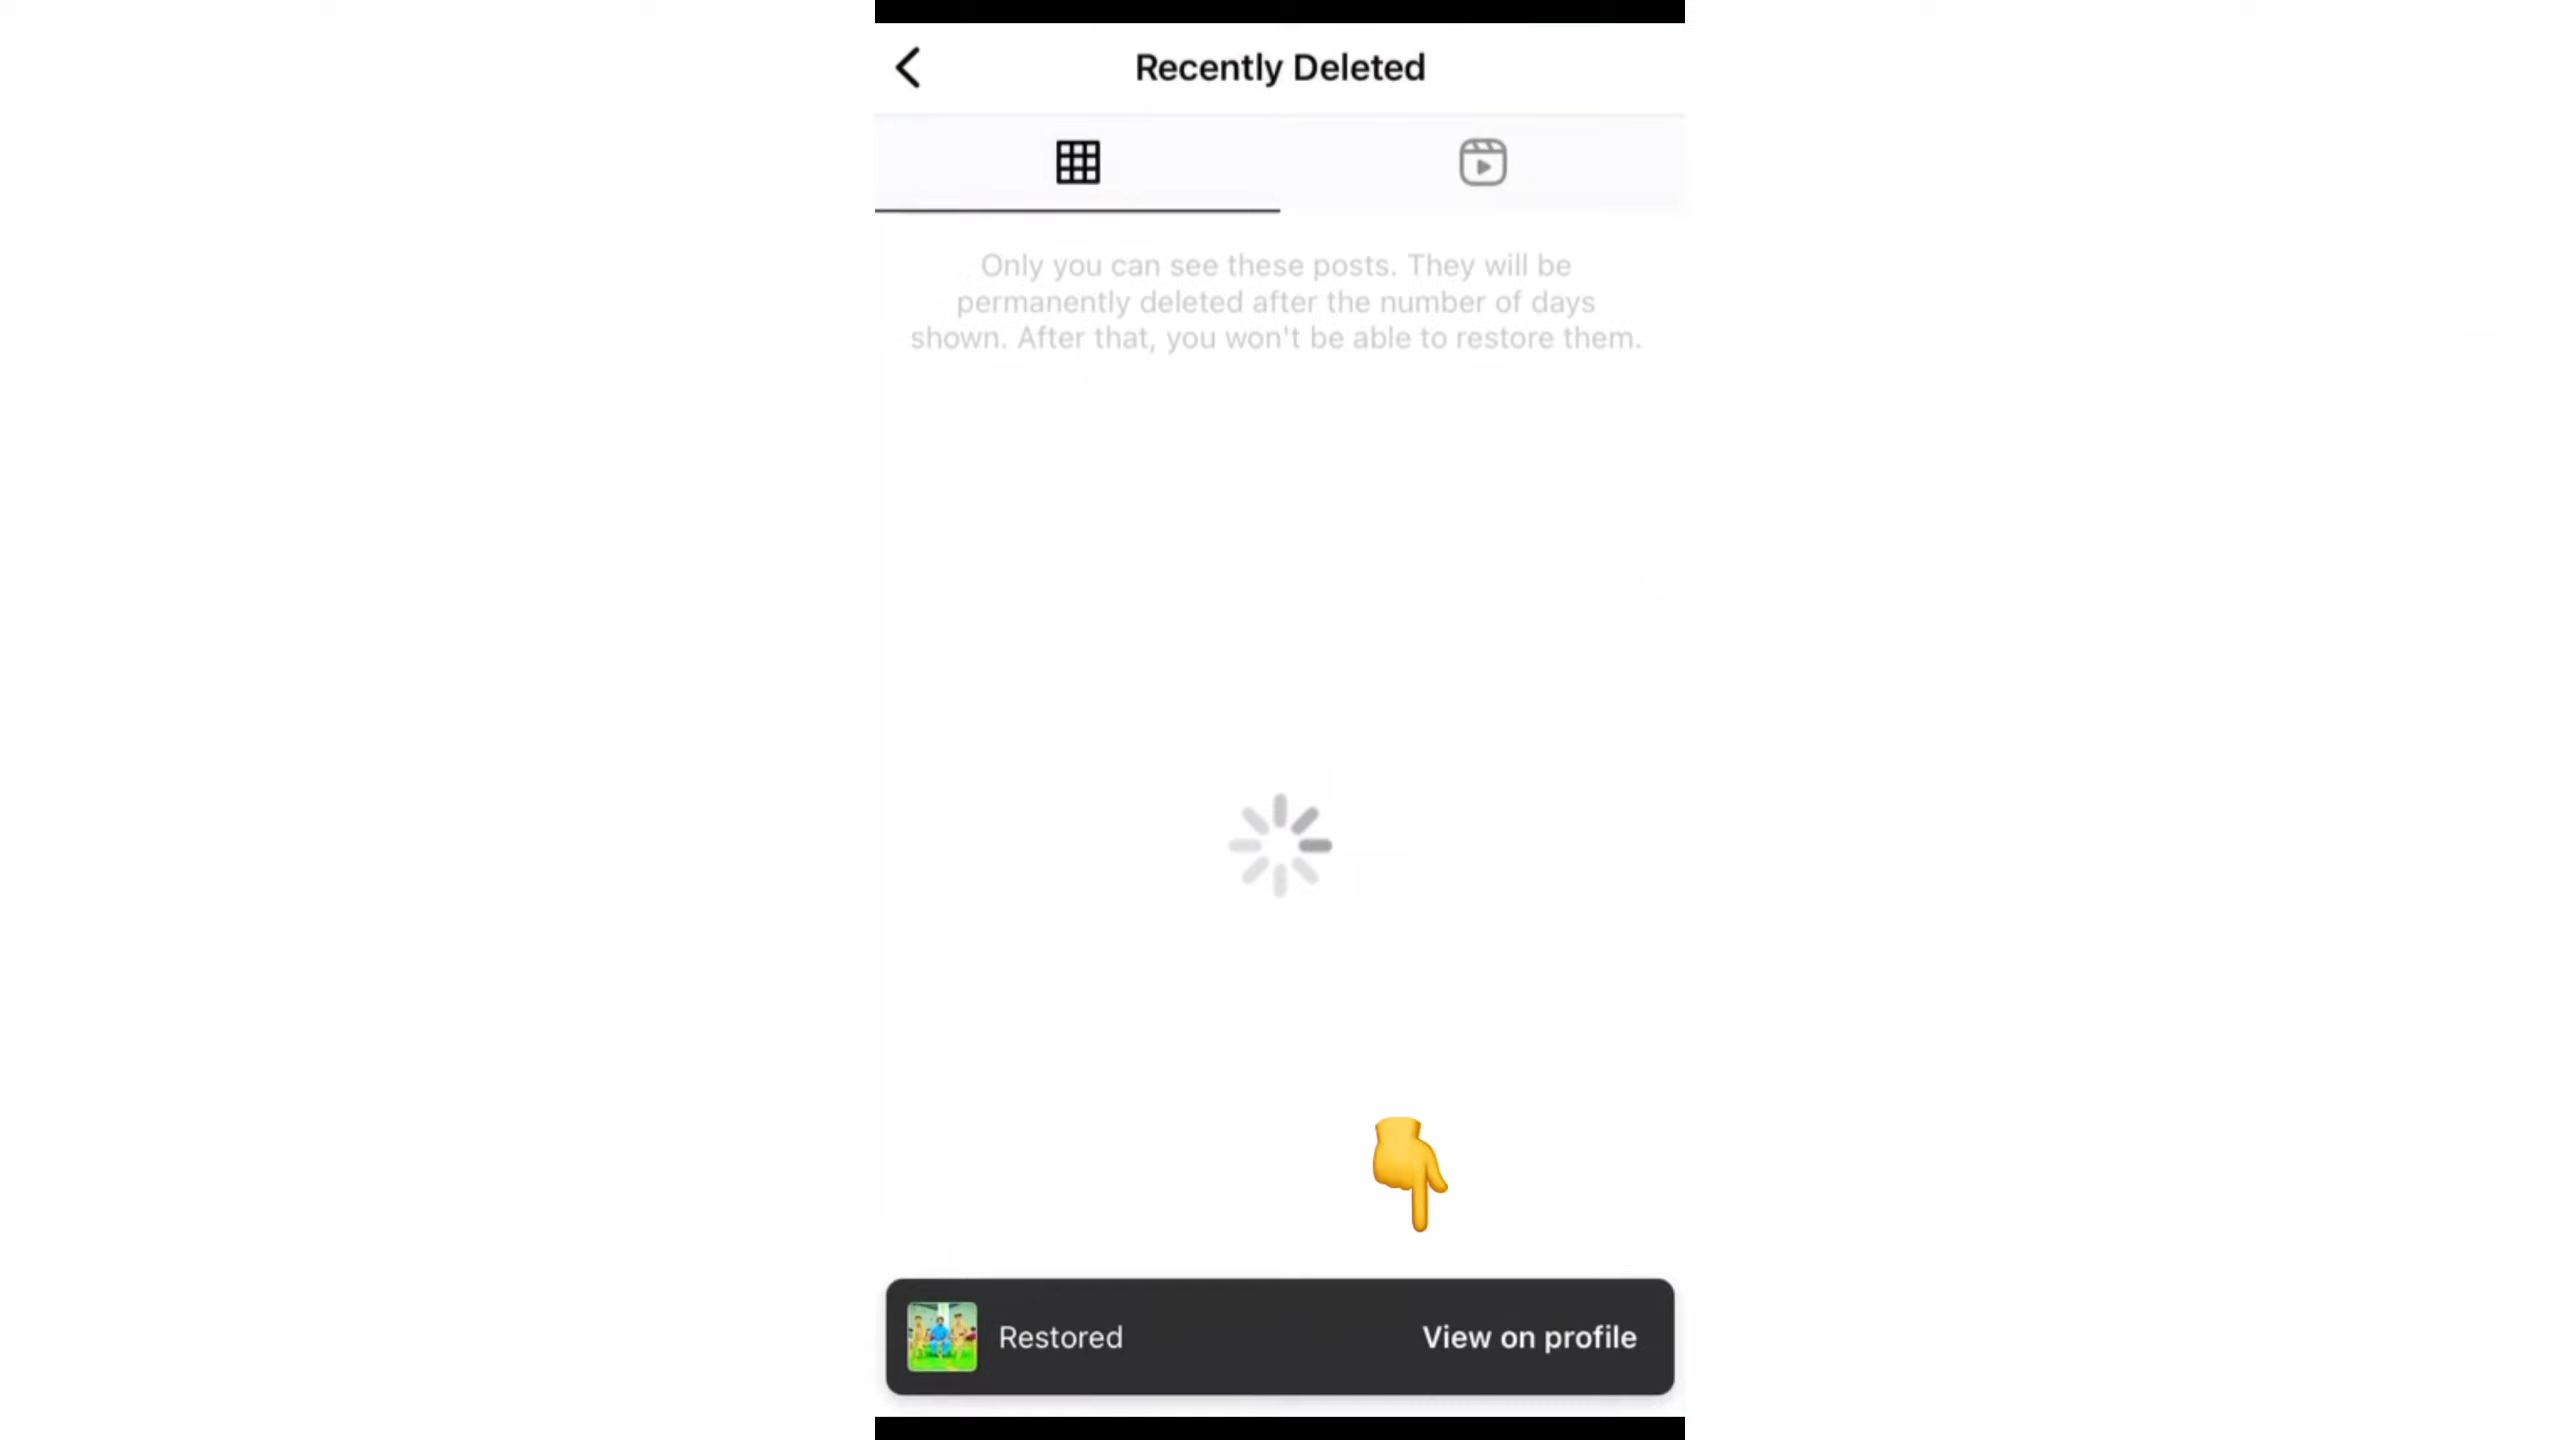 Recently Deleted
Only you can see these posts. They will be
permanently deleted after the number of days
shown. After that, you won't be able to restore them.
Restored
View on profile